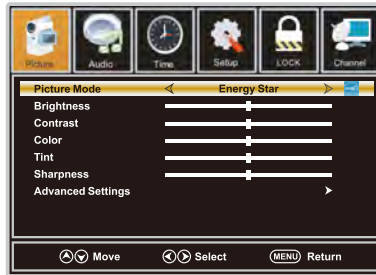 Picture Audio Time Setup LOCK Channel
Picture Mode Energy Star
Brightness
Contrast
Color
Tint
Sharpness
Advanced Settings
Move Select MENU Return